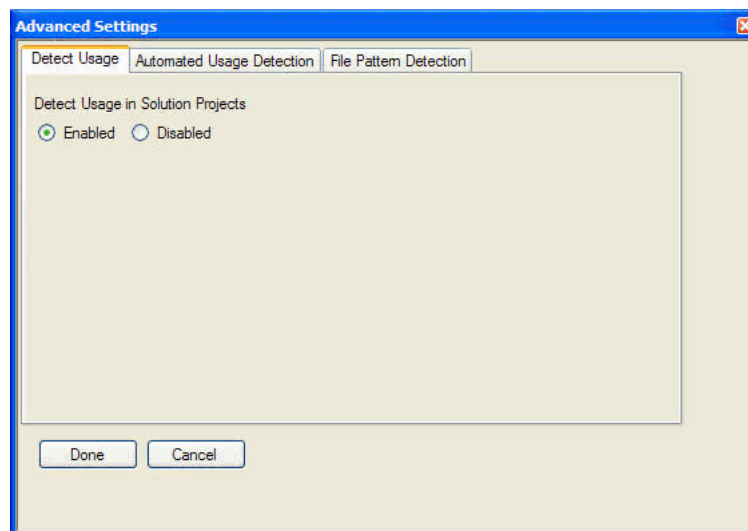 Advanced Settings
Detect Usage Automated Usage Detection File Pattern Detection
Detect Usage in Solution Projects
Enabled Disabled
Done Cancel